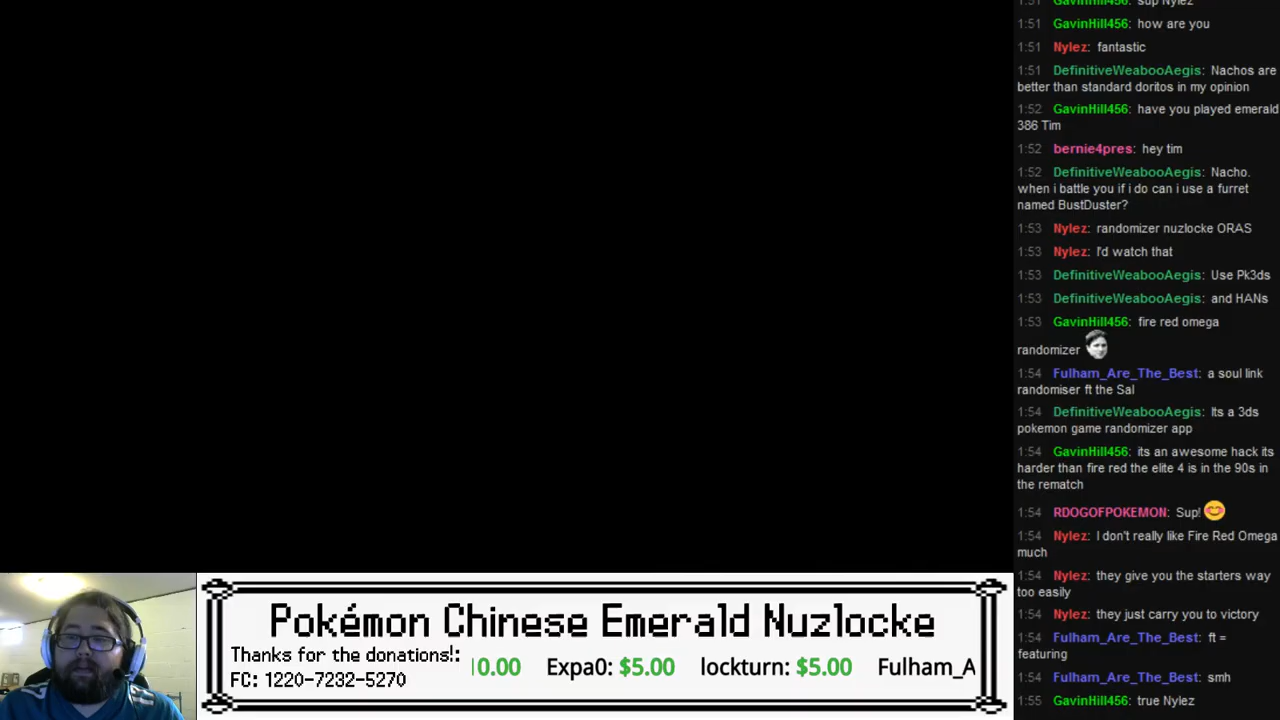 1:51 GavinHill456: sup Nylez
1:51 GavinHill456: how are you
1:51 Nylez: fantastic
1:51 DefinitiveWeabooAegis: Nachos are
better than standard doritos in my opinion
1:52 GavinHill456: have you played emerald
386 Tim
1:52 bernie4pres: hey tim
1:52 DefinitiveWeabooAegis: Nacho.
when i battle you if i do can i use a furret
named BustDuster?
1:53 Nylez: randomizer nuzlocke ORAS
1:53 Nylez: I'd watch that
1:53 DefinitiveWeabooAegis: Use Pk3ds
1:53 DefinitiveWeabooAegis: and HANs
1:53 GavinHill456: fire red omega
randomizer
1:54 Fulham_Are_The_Best: a soul link
randomiser ft the Sal
1:54 DefinitiveWeabooAegis: Its a 3ds
pokemon game randomizer app
1:54 GavinHill456: its an awesome hack its
harder than fire red the elite 4 is in the 90s in
the rematch
1:54 RDOGOFPOKEMON: Sup!
1:54 Nylez: I don't really like Fire Red Omega
much
1:54 Nylez: they give you the starters way
too easily
1:54 Nylez: they just carry you to victory
1:54 Fulham_Are_The_Best: ft =
featuring
1:54 Fulham_Are_The_Best: smh
1:55 GavinHill456: true Nylez
Pokémon Chinese Emerald Nuzlocke
Thanks for the donations!:
0.00 Expa0: $5.00 lockturn: $5.00 Fulham_A
FC: 1220-7232-5270